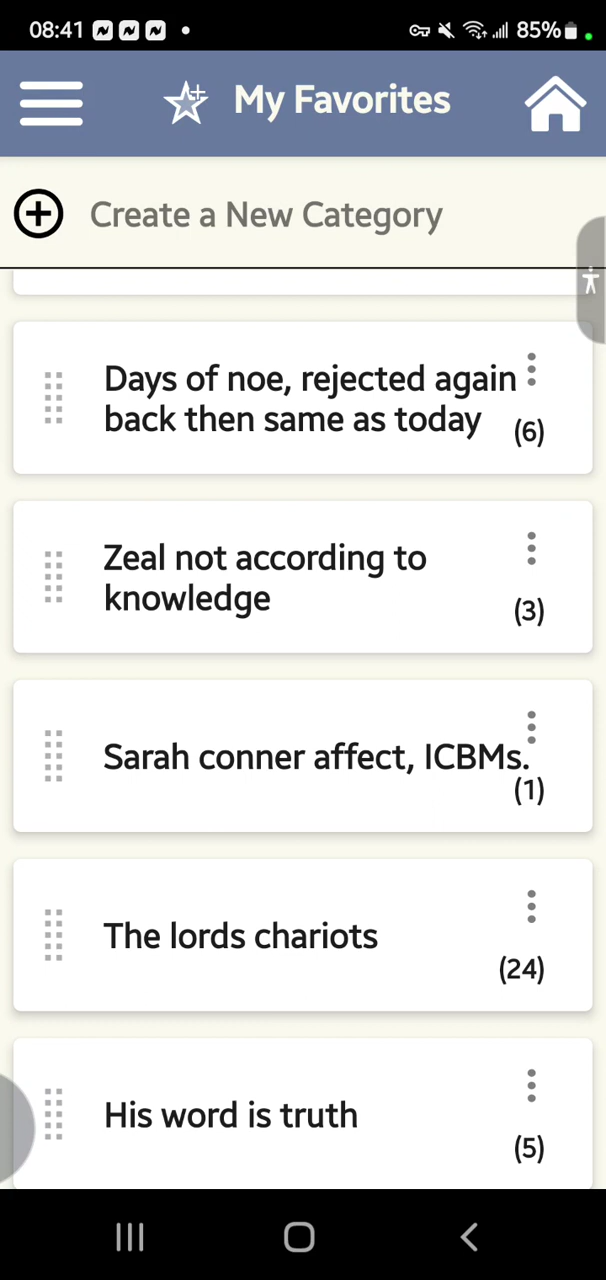 08:41
85%
My Favorites
Create a New Category
Days of noe, rejected again
back then same as today
(6)
Zeal not according to
knowledge
(3)
Sarah conner affect, ICBMs.
(1)
The lords chariots
(24)
His word is truth
(5)